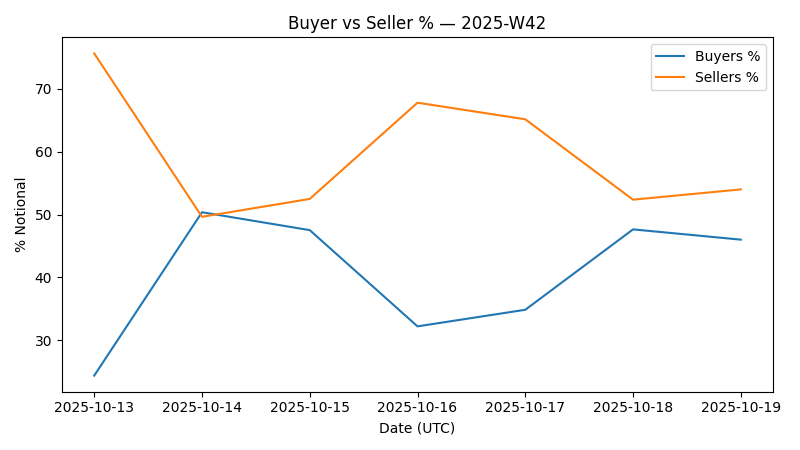 Buyer vs Seller % — 2025-W42
Buyers %
Sellers %
% Notional
70
60
50
40
30
2025-10-13 2025-10-14 2025-10-15 2025-10-16 2025-10-17 2025-10-18 2025-10-19
Date (UTC)